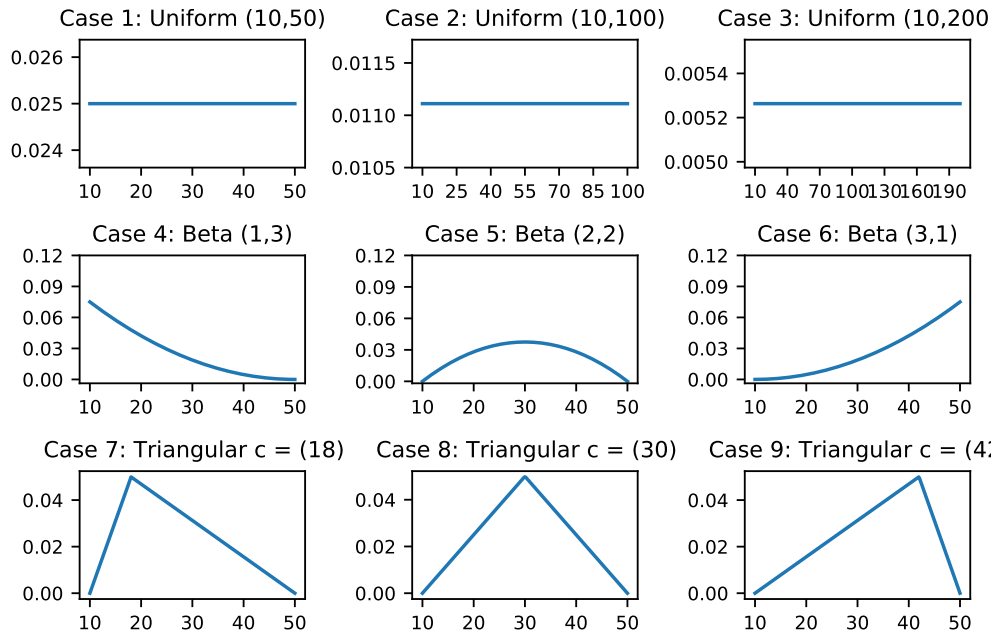 Case 1: Uniform (10,50)
0.026
0.025
0.024
10 20 30 40 50
Case 2: Uniform (10,100)
0.0115
0.0110
0.0105
10 25 40 55 70 85 100
Case 3: Uniform (10,200
0.0054
0.0052
0.0050
10 40 70 100 130 160 190
Case 4: Beta (1,3)
0.12
0.09
0.06
0.03
0.00
10 20 30 40 50
Case 5: Beta (2,2)
0.12
0.09
0.06
0.03
0.00
10 20 30 40 50
Case 6: Beta (3,1)
0.12
0.09
0.06
0.03
0.00
10 20 30 40 50
Case 7: Triangular c = (18)
0.04
0.02
0.00
10 20 30 40 50
Case 8: Triangular c = (30)
0.04
0.02
0.00
10 20 30 40 50
Case 9: Triangular c = (42
0.04
0.02
0.00
10 20 30 40 50